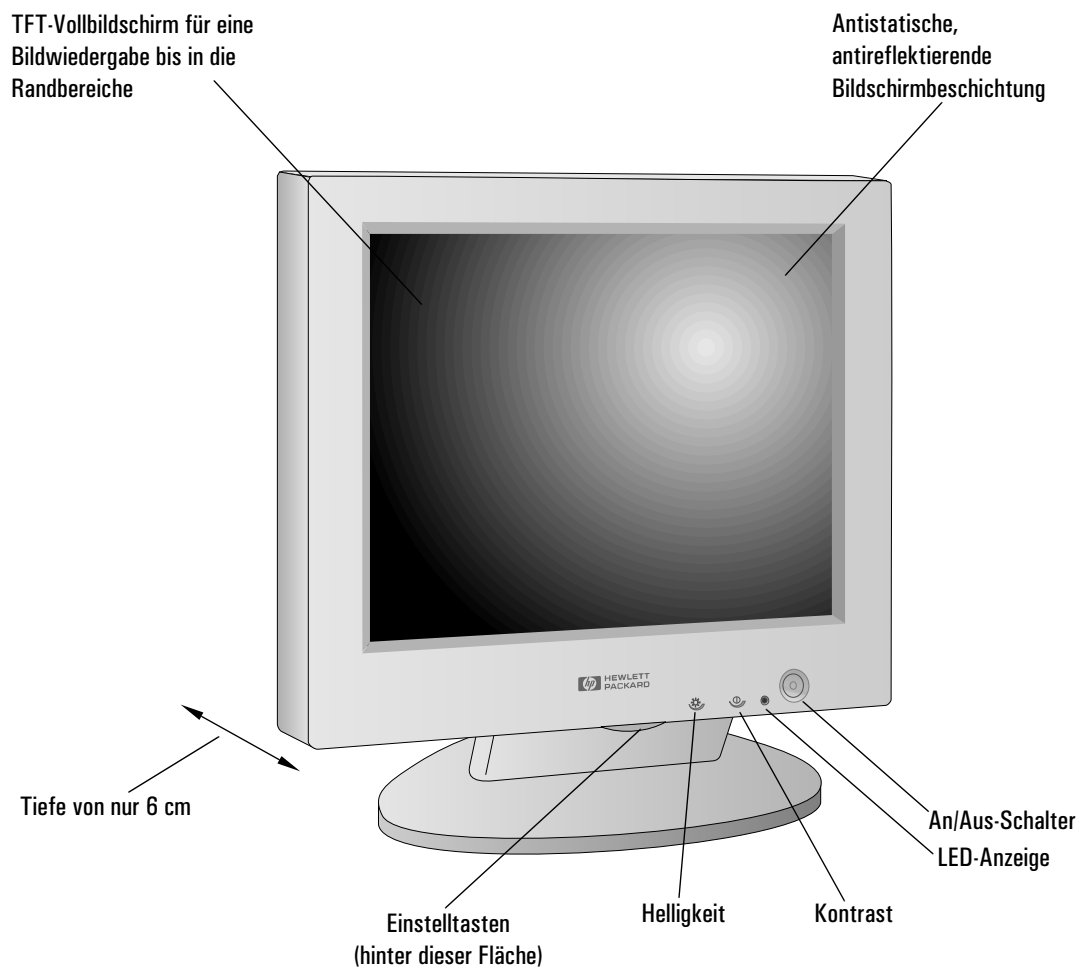 TFT-Vollbildschirm für eine
Bildwiedergabe bis in die
Randbereiche
Antistatische,
antireflektierende
Bildschirmbeschichtung
hp HEWLETT
PACKARD
Tiefe von nur 6 cm
An/Aus-Schalter
LED-Anzeige
Helligkeit
Kontrast
Einstelltasten
(hinter dieser Fläche)